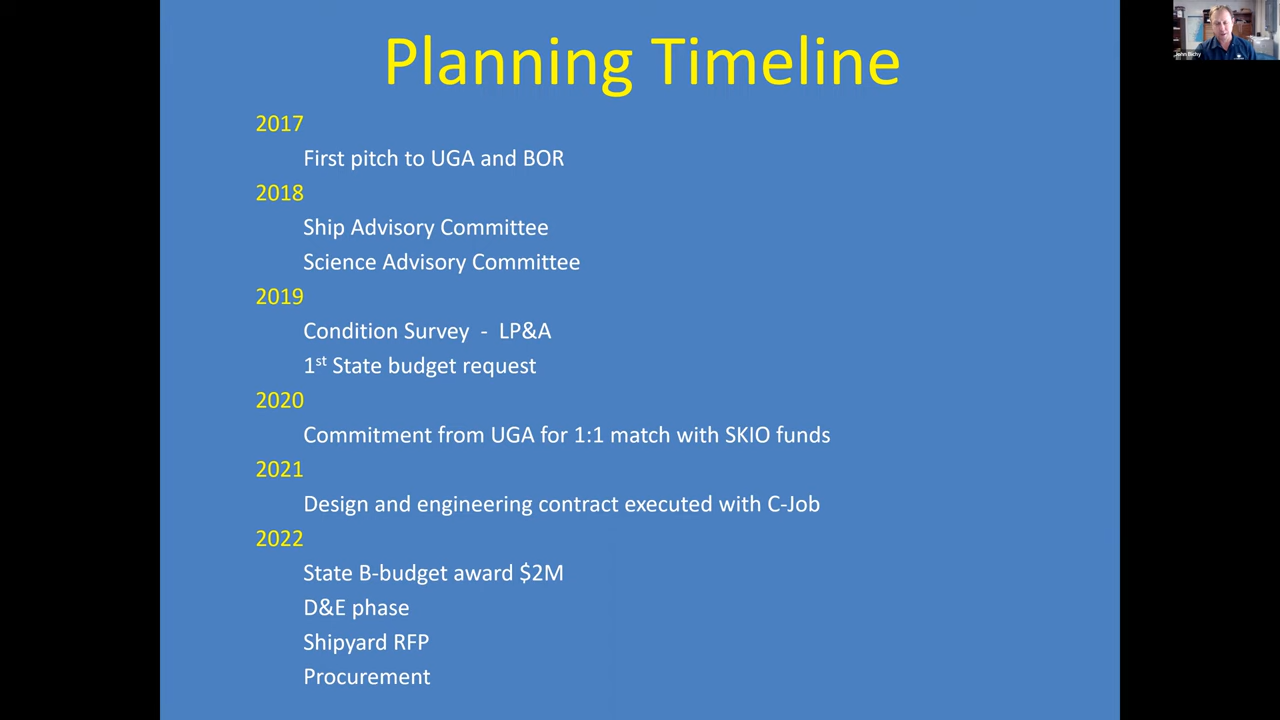 Planning Timeline
2017
First pitch to UGA and BOR
2018
Ship Advisory Committee
Science Advisory Committee
2019
Condition Survey - LP&A
1st State budget request
2020
Commitment from UGA for 1:1 match with SKIO funds
2021
Design and engineering contract executed with C-Job
2022
State B-budget award $2M
D&E phase
Shipyard RFP
Procurement
John Bichy